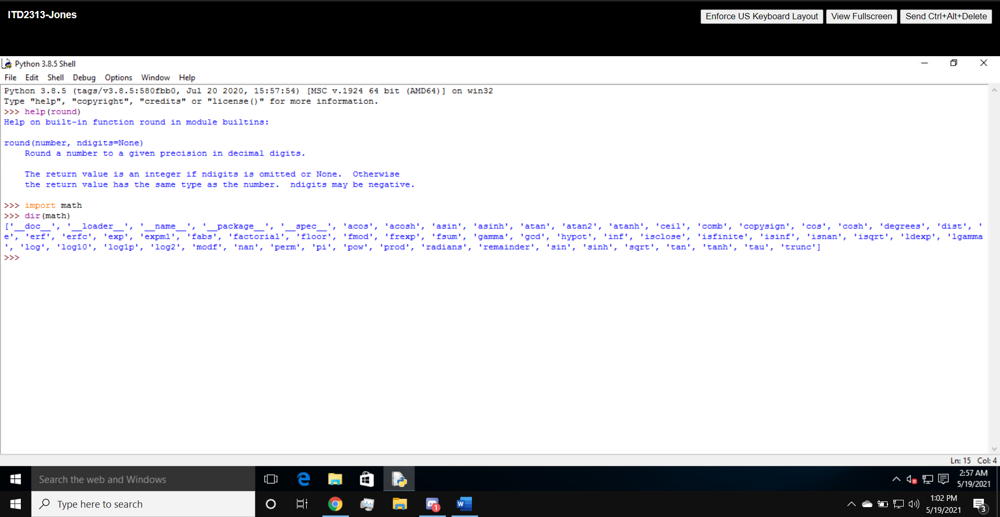 ITD2313-Jones
Enforce US Keyboard Layout View Fullscreen Send Ctrl+Alt+Delete
Python 3.8.5 Shell
File Edit Shell Debug Options Window Help
Python 3.8.5 (tags/v3.8.5:580fbb0, Jul 20 2020, 15:57:54) [MSC v.1924 64 bit (AMD64)] on win32
Type "help", "copyright", "credits" or "license()" for more information.
>>> help(round)
Help on built-in function round in module builtins:
round(number, ndigits=None)
Round a number to a given precision in decimal digits.
The return value is an integer if ndigits is omitted or None.  Otherwise
the return value has the same type as the number.  ndigits may be negative.
>>> import math
>>> dir(math)
['__doc__', '__loader__', '__name__', '__package__', '__spec__', 'acos', 'acosh', 'asin', 'asinh', 'atan', 'atan2', 'atanh', 'ceil', 'comb', 'copysign', 'cos', 'cosh', 'degrees', 'dist', '
e', 'erf', 'erfc', 'exp', 'expm1', 'fabs', 'factorial', 'floor', 'fmod', 'frexp', 'fsum', 'gamma', 'gcd', 'hypot', 'inf', 'isclose', 'isfinite', 'isinf', 'isnan', 'isqrt', 'ldexp', 'lgamma
', 'log', 'log10', 'log1p', 'log2', 'modf', 'nan', 'perm', 'pi', 'pow', 'prod', 'radians', 'remainder', 'sin', 'sinh', 'sqrt', 'tan', 'tanh', 'tau', 'trunc']
>>>
Ln: 15 Col: 4
Search the web and Windows
2:57 AM
5/19/2021
Type here to search
1
W
1:02 PM
5/19/2021
3